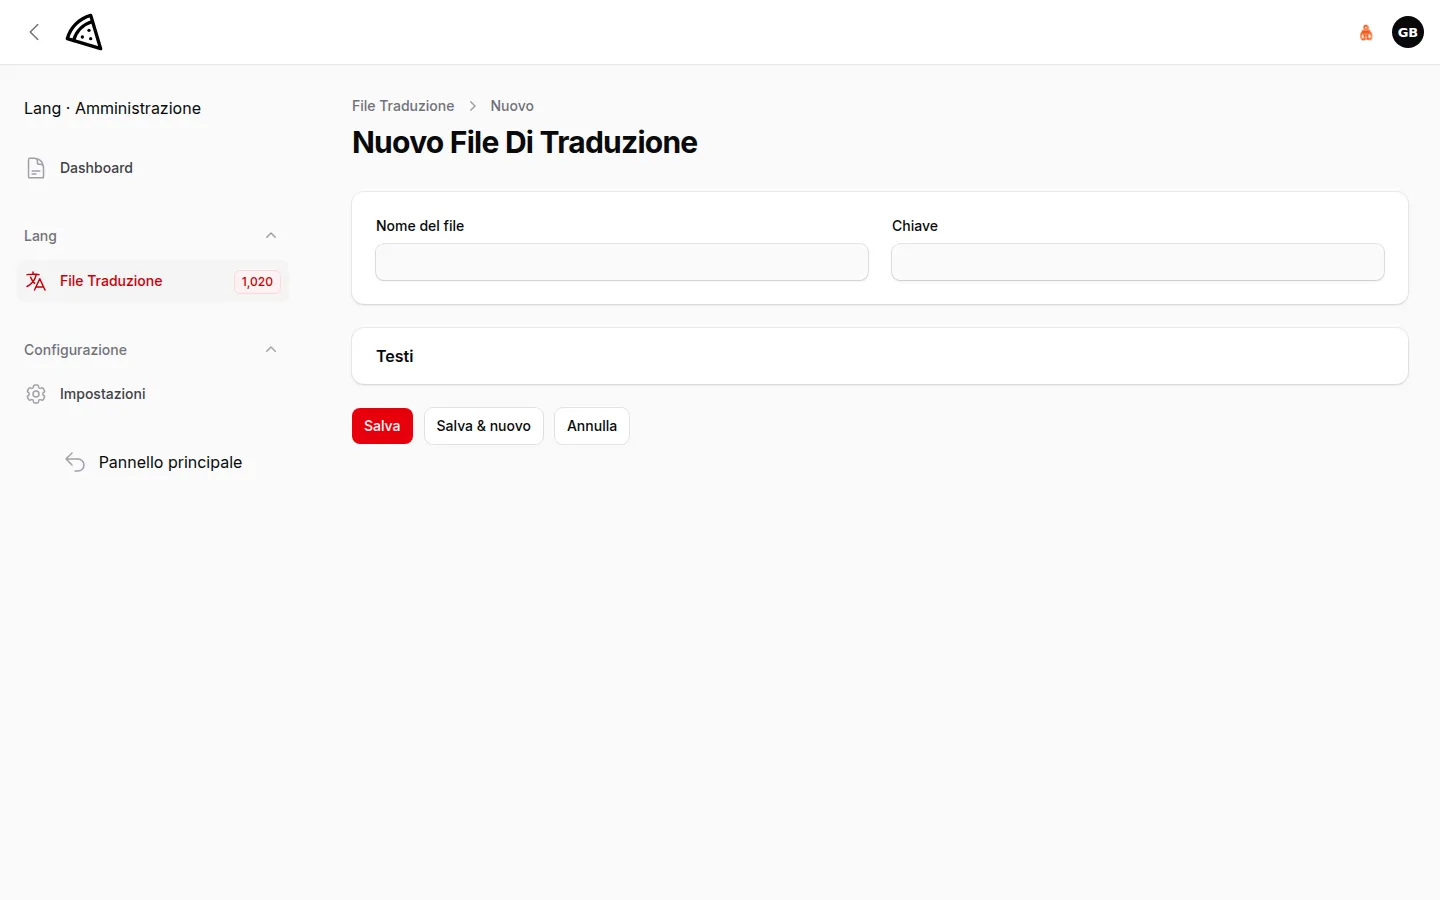 GB
Lang · Amministrazione
Dashboard
Lang
File Traduzione 1,020
Configurazione
Impostazioni
Pannello principale
File Traduzione > Nuovo
Nuovo File Di Traduzione
Nome del file
Chiave
Testi
Salva
Salva & nuovo
Annulla